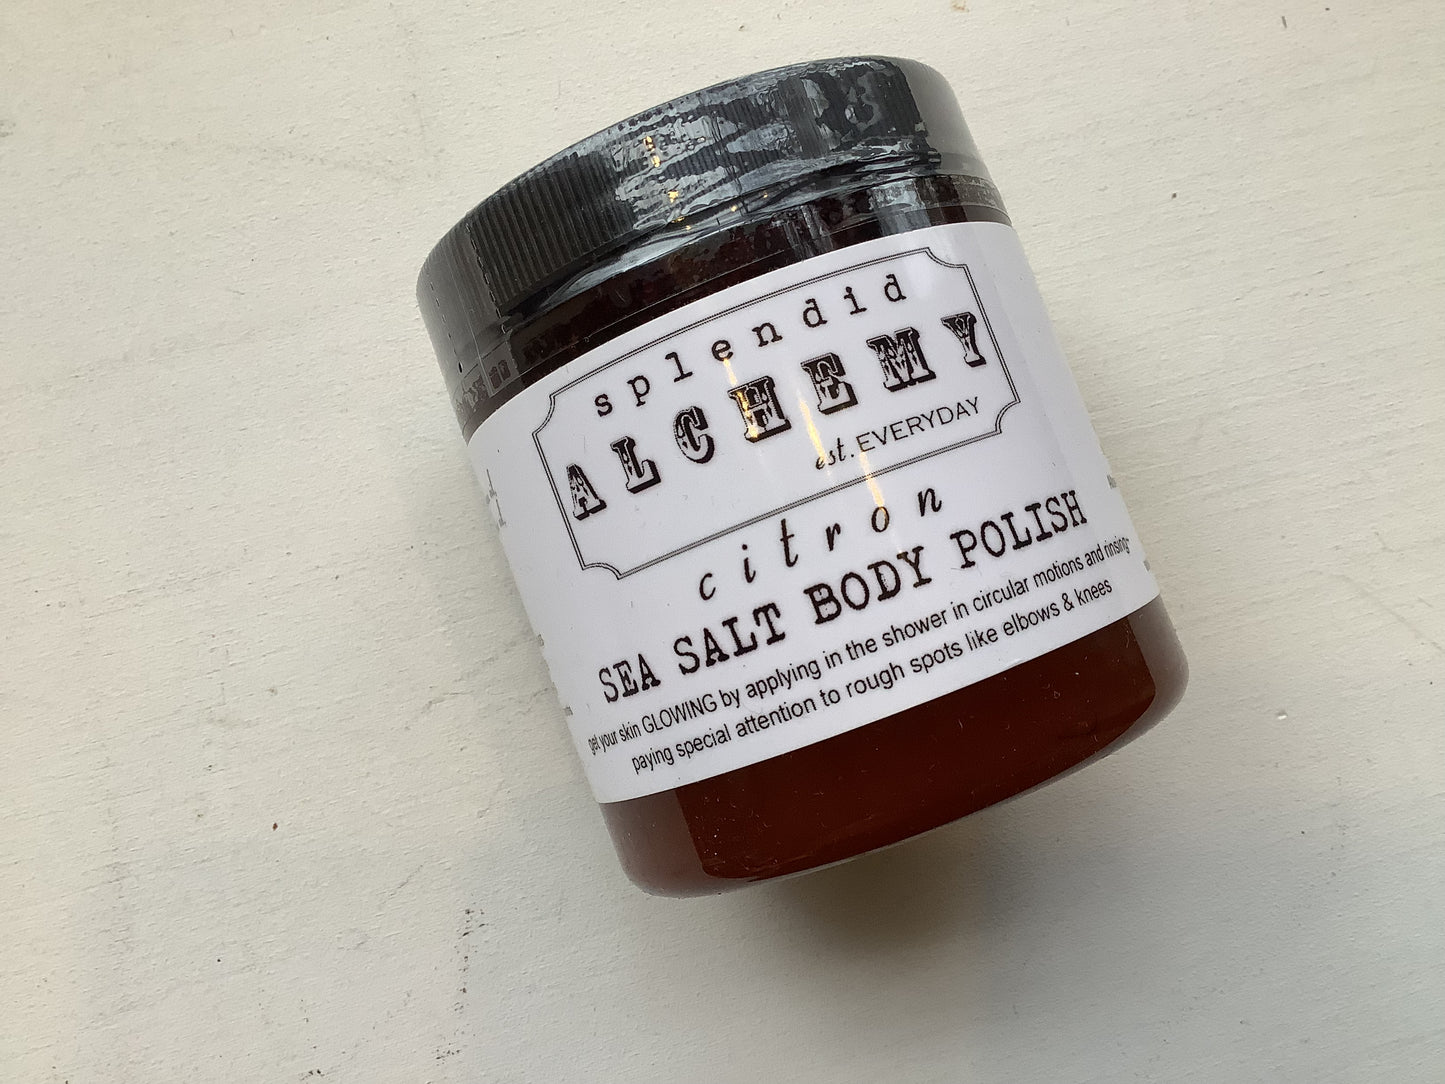 splendid
ALCHEMY
est. EVERYDAY
citron
SEA SALT BODY POLISH
get your skin GLOWING by applying in the shower in circular motions and rinsing-
paying special attention to rough spots like elbows & knees